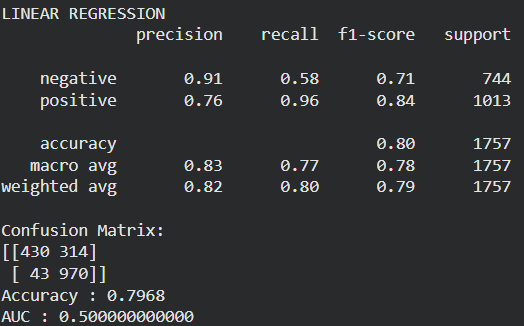 LINEAR REGRESSION
precision recall f1-score support
negative 0.91 0.58 0.71 744
positive 0.76 0.96 0.84 1013
accuracy 0.80 1757
macro avg 0.83 0.77 0.78 1757
weighted avg 0.82 0.80 0.79 1757
Confusion Matrix:
[[430 314]
[ 43 970]]
Accuracy : 0.7968
AUC : 0.500000000000